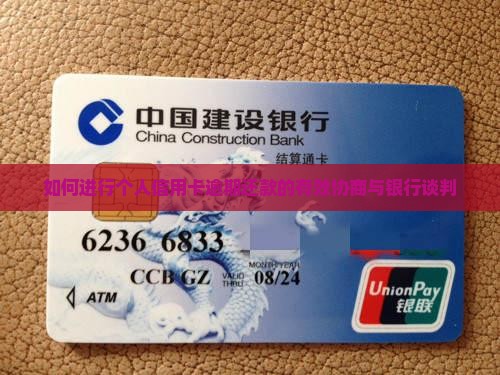 中国建设银行
China Construction Bank
结算通卡
如何进行个人信用卡逾期还款的有效协商与银行谈判
6236 6833
MONTH/YEAR
CCB GZ VALID THRU 08/24
ATM
UnionPay
银联